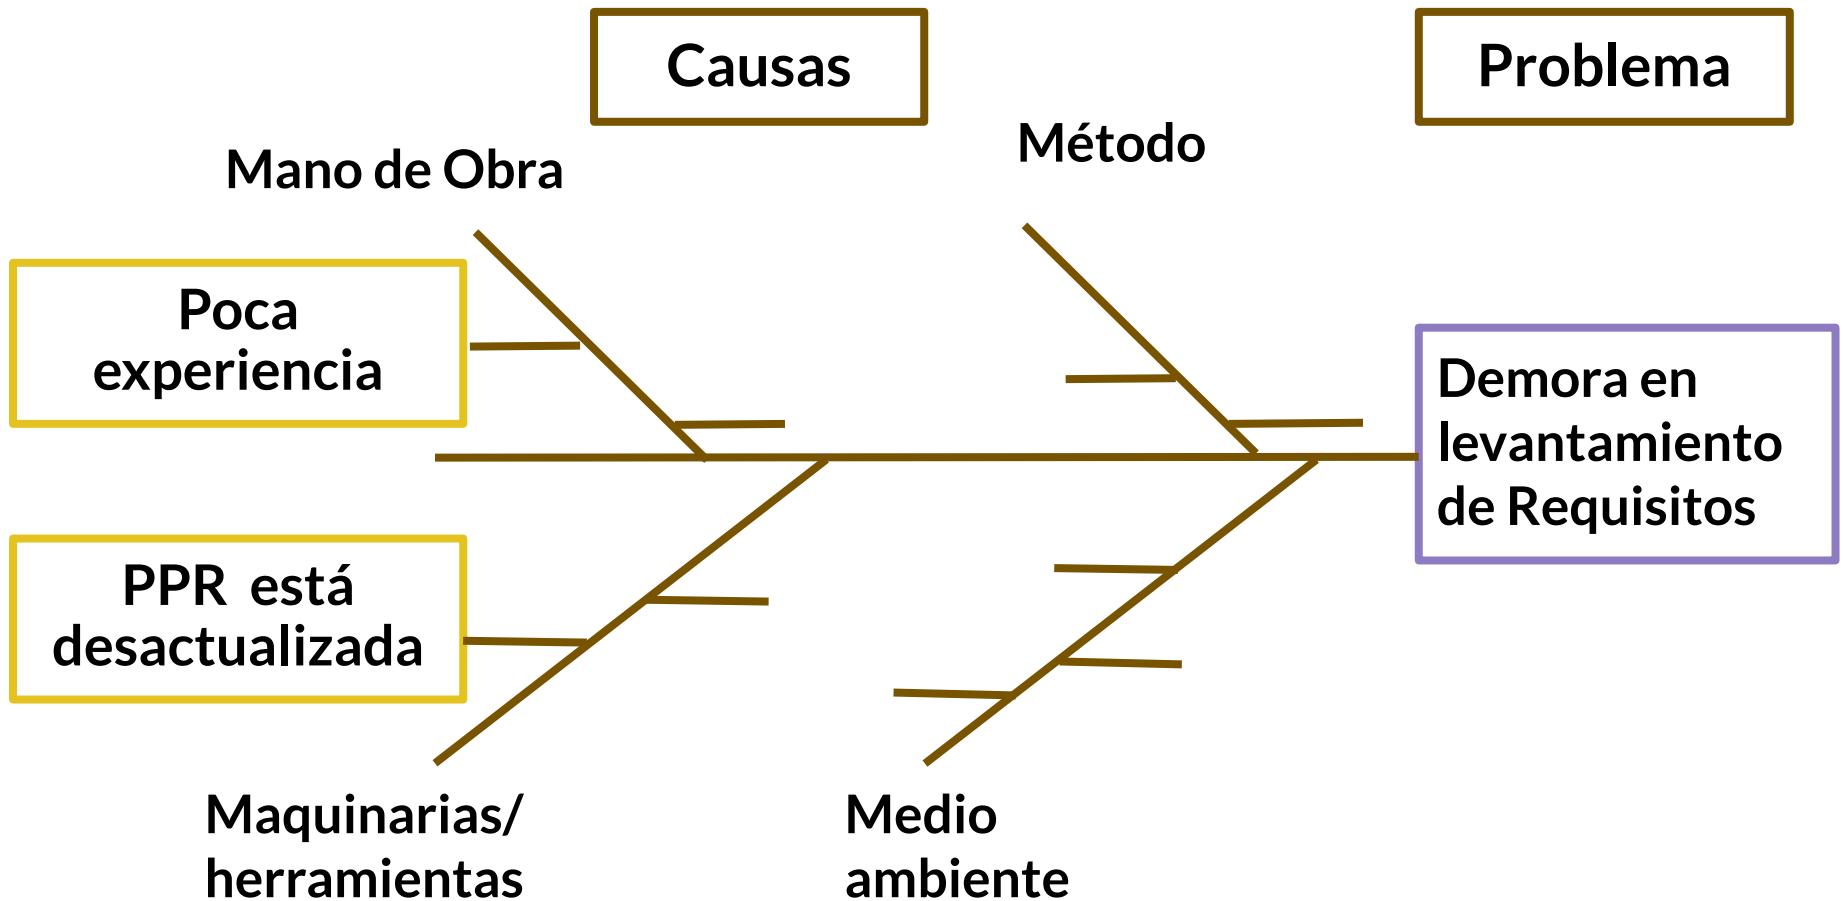 Causas
Problema
Mano de Obra
Método
Poca
experiencia
Demora en
levantamiento
de Requisitos
PPR  está
desactualizada
Maquinarias/
herramientas
Medio
ambiente